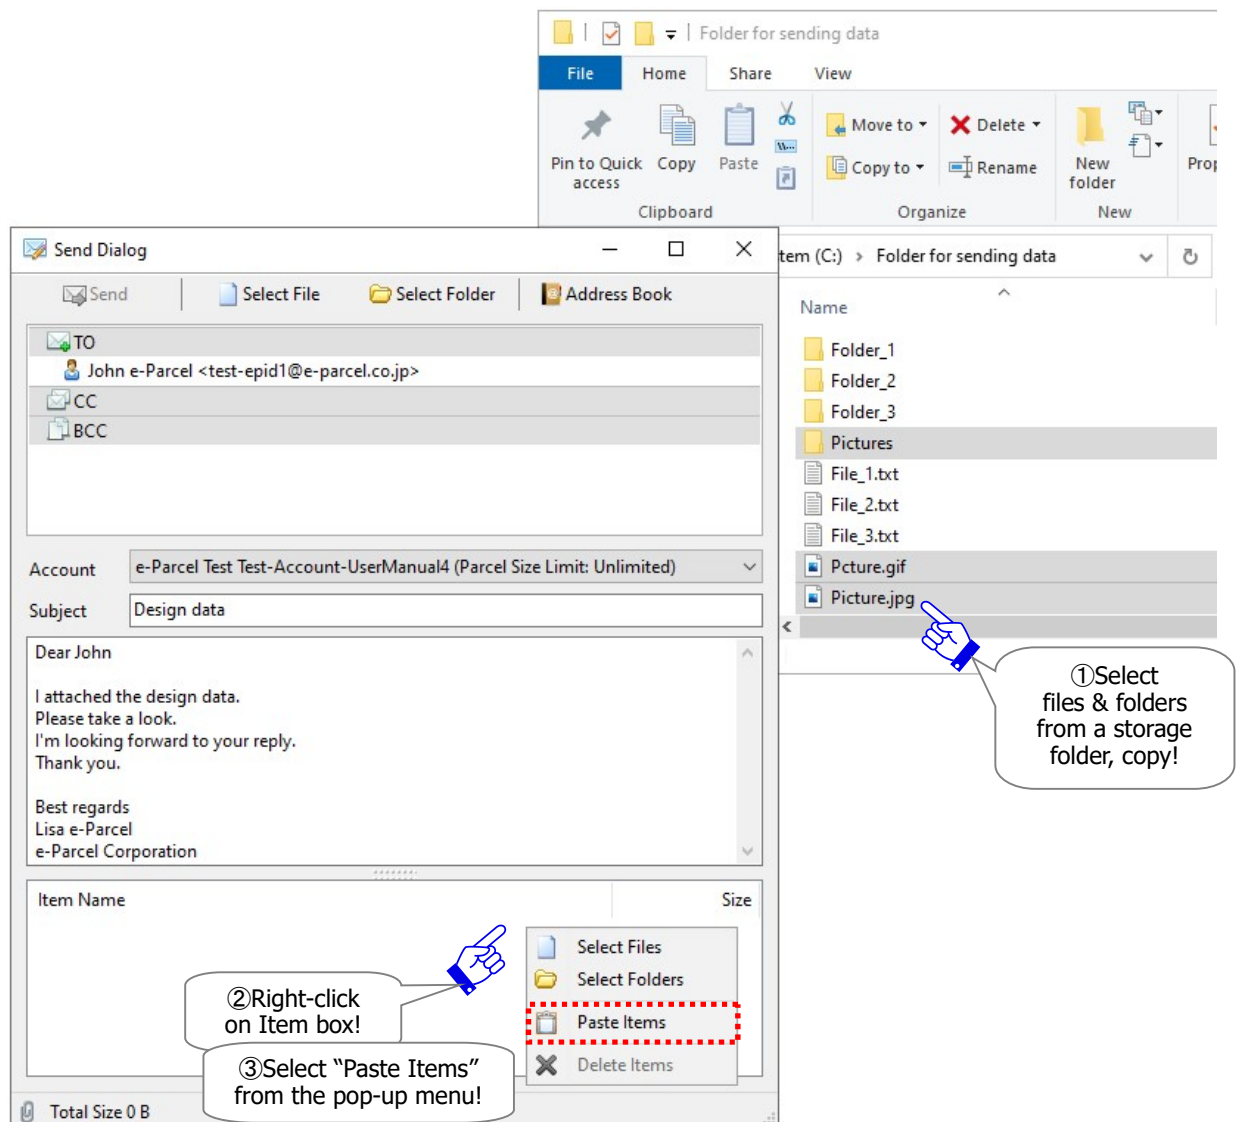 Folder for sending data
File Home Share View
Pin to Quick access Copy Paste
Move to Delete
Copy to Rename
New folder
Clipboard Organize New
Send Dialog
tem (C:) > Folder for sending data
Send Select File Select Folder Address Book
Name
TO
John e-Parcel <test-epid1@e-parcel.co.jp>
CC
BCC
Folder_1
Folder_2
Folder_3
Pictures
File_1.txt
File_2.txt
File_3.txt
Pcture.gif
Picture.jpg
Account e-Parcel Test Test-Account-UserManual4 (Parcel Size Limit: Unlimited)
Subject Design data
Dear John
I attached the design data.
Please take a look.
I'm looking forward to your reply.
Thank you.
Best regards
Lisa e-Parcel
e-Parcel Corporation
①Select
files & folders
from a storage
folder, copy!
Item Name Size
Select Files
Select Folders
Paste Items
Delete Items
②Right-click
on Item box!
③Select “Paste Items”
from the pop-up menu!
Total Size 0 B